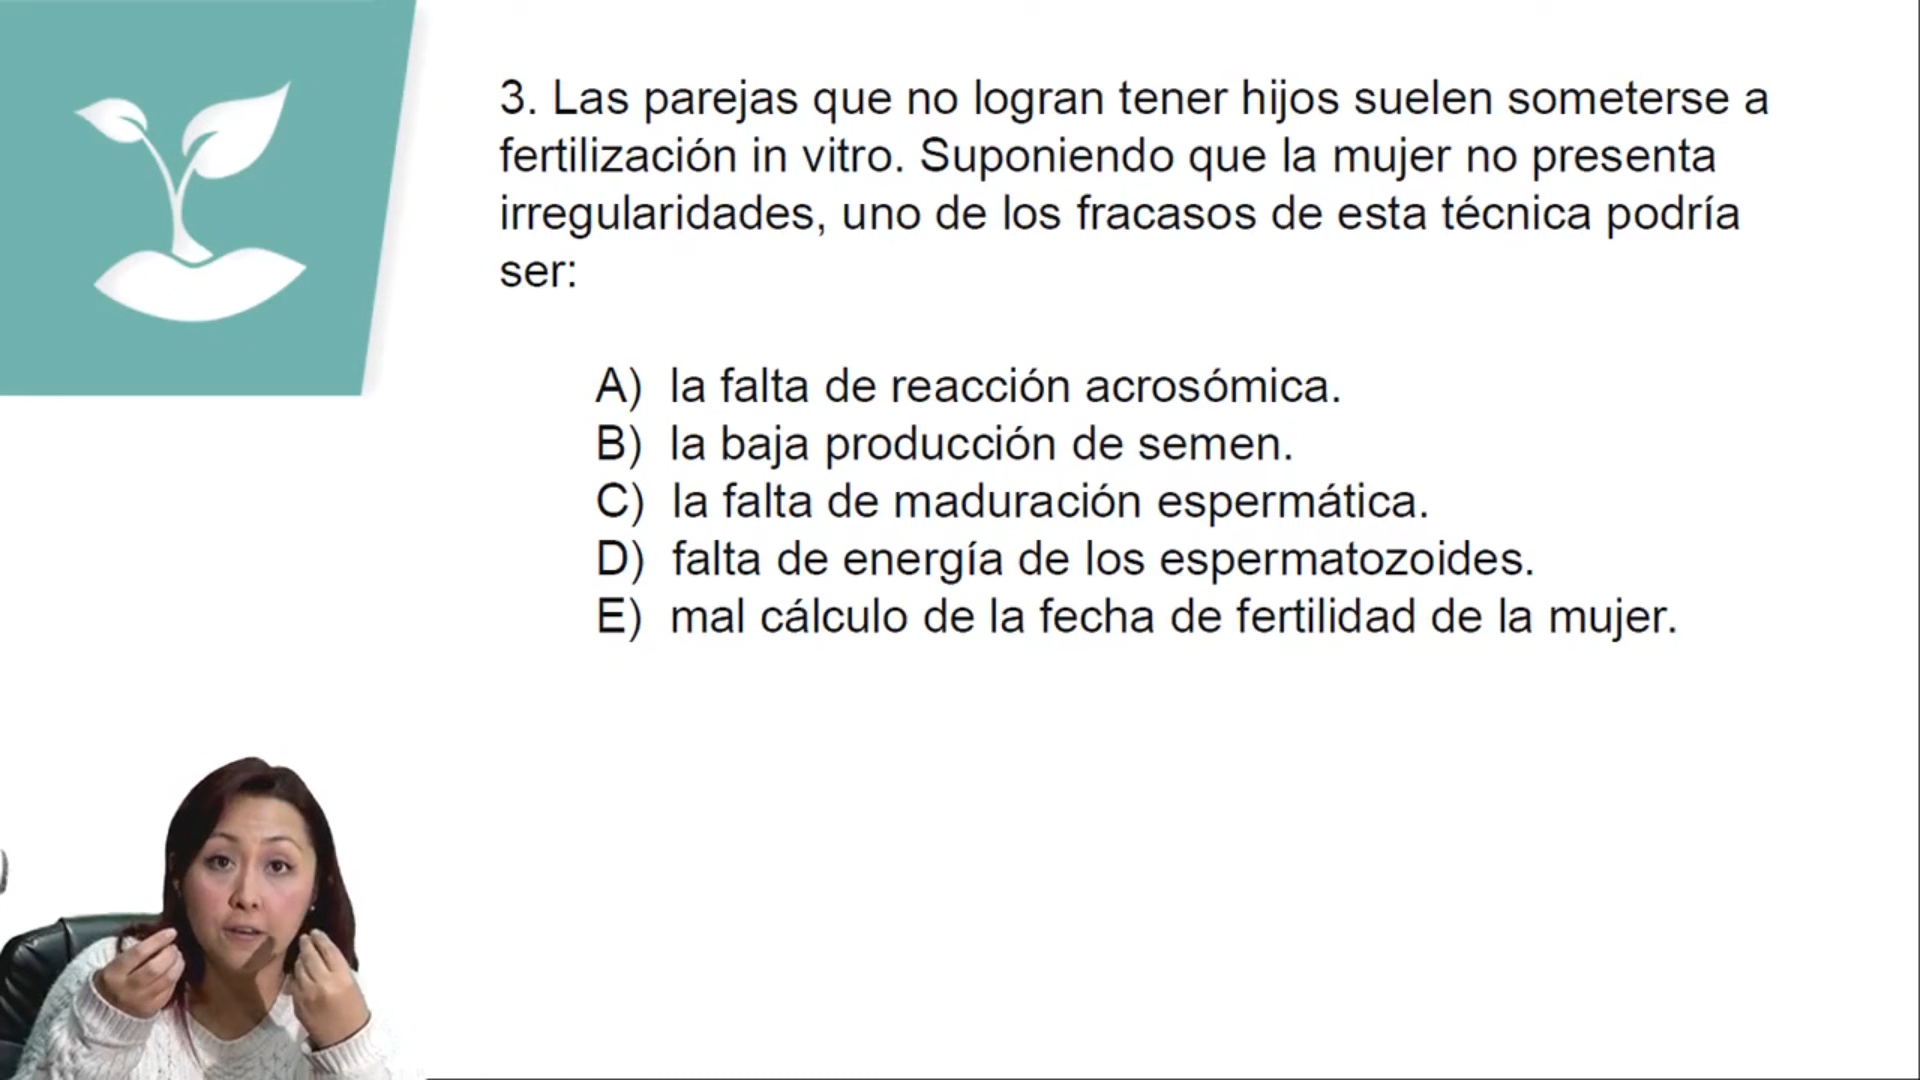 3. Las parejas que no logran tener hijos suelen someterse a
fertilización in vitro. Suponiendo que la mujer no presenta
irregularidades, uno de los fracasos de esta técnica podría
ser:
A) la falta de reacción acrosómica.
B) la baja producción de semen.
C) la falta de maduración espermática.
D) falta de energía de los espermatozoides.
E) mal cálculo de la fecha de fertilidad de la mujer.